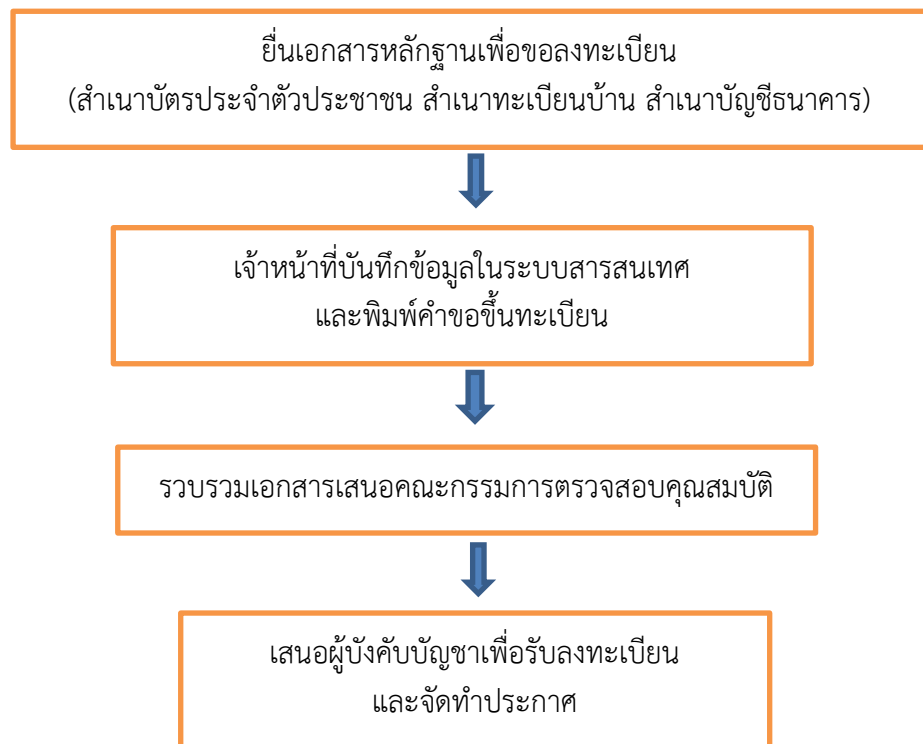 ยื่นเอกสารหลักฐานเพื่อขอลงทะเบียน
(สำเนาบัตรประจำตัวประชาชน สำเนาทะเบียนบ้าน สำเนาบัญชีธนาคาร)
เจ้าหน้าที่บันทึกข้อมูลในระบบสารสนเทศ
และพิมพ์คำขอขึ้นทะเบียน
รวบรวมเอกสารเสนอคณะกรรมการตรวจสอบคุณสมบัติ
เสนอผู้บังคับบัญชาเพื่อรับลงทะเบียน
และจัดทำประกาศ